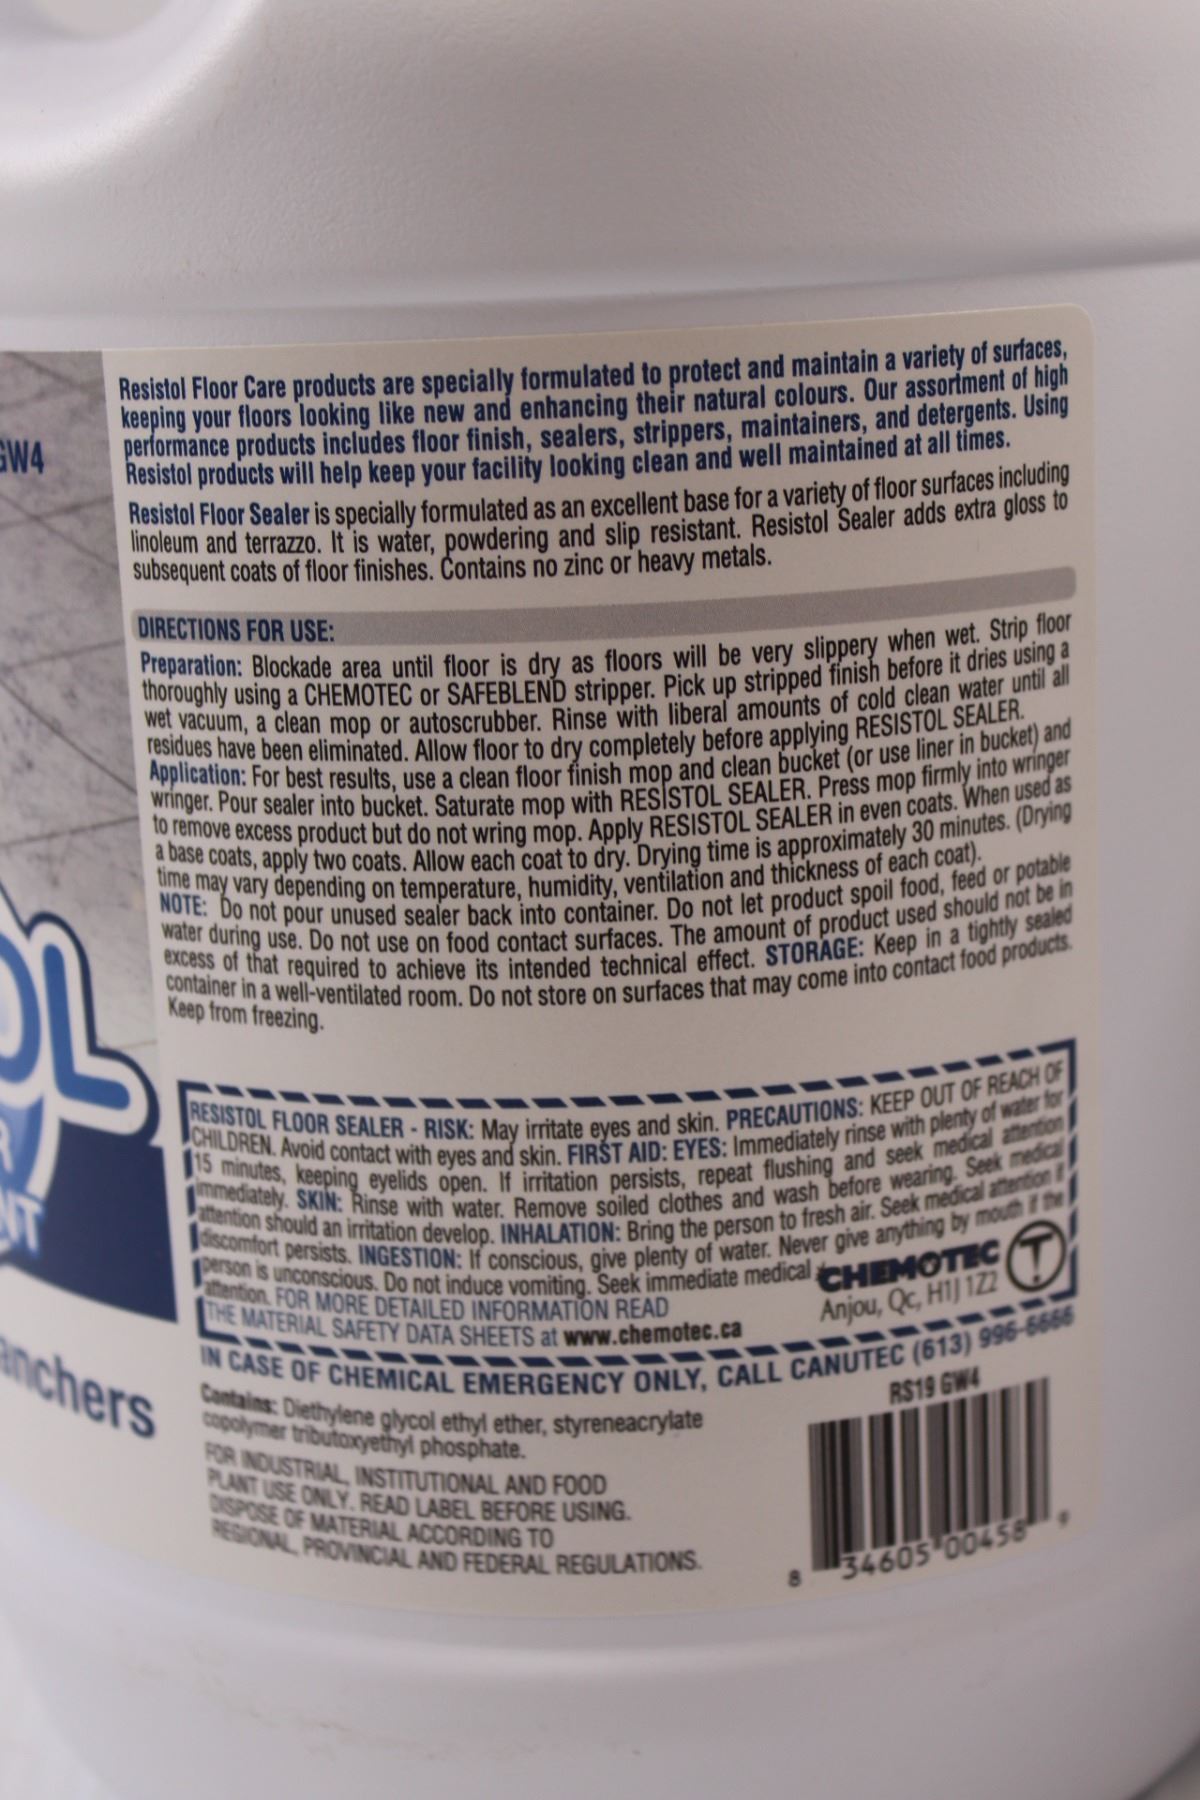 GW4
Resistol Floor Care products are specially formulated to protect and maintain a variety of surfaces,
keeping your floors looking like new and enhancing their natural colours. Our assortment of high
performance products includes floor finish, sealers, strippers, maintainers, and detergents. Using
Resistol products will help keep your facility looking clean and well maintained at all times.
Resistol Floor Sealer is specially formulated as an excellent base for a variety of floor surfaces including
linoleum and terrazzo. It is water, powdering and slip resistant. Resistol Sealer adds extra gloss to
subsequent coats of floor finishes. Contains no zinc or heavy metals.
DIRECTIONS FOR USE:
Preparation: Blockade area until floor is dry as floors will be very slippery when wet. Strip floor
thoroughly using a CHEMOTEC or SAFEBLEND stripper. Pick up stripped finish before it dries using a
wet vacuum, a clean mop or autoscrubber. Rinse with liberal amounts of cold clean water until all
residues have been eliminated. Allow floor to dry completely before applying RESISTOL SEALER.
Application: For best results, use a clean floor finish mop and clean bucket (or use liner in bucket) and
wringer. Pour sealer into bucket. Saturate mop with RESISTOL SEALER. Press mop firmly into wringer
to remove excess product but do not wring mop. Apply RESISTOL SEALER in even coats. When used as
a base coats, apply two coats. Allow each coat to dry. Drying time is approximately 30 minutes. (Drying
time may vary depending on temperature, humidity, ventilation and thickness of each coat).
NOTE: Do not pour unused sealer back into container. Do not let product spoil food, feed or potable
water during use. Do not use on food contact surfaces. The amount of product used should not be in
excess of that required to achieve its intended technical effect. STORAGE: Keep in a tightly sealed
container in a well-ventilated room. Do not store on surfaces that may come into contact food products.
Keep from freezing.
OL
R
NT
anchers
RESISTOL FLOOR SEALER - RISK: May irritate eyes and skin. PRECAUTIONS: KEEP OUT OF REACH OF
CHILDREN. Avoid contact with eyes and skin. FIRST AID: EYES: Immediately rinse with plenty of water for
15 minutes, keeping eyelids open. If irritation persists, repeat flushing and seek medical attention
immediately. SKIN: Rinse with water. Remove soiled clothes and wash before wearing. Seek medical
attention should an irritation develop. INHALATION: Bring the person to fresh air. Seek medical attention if
discomfort persists. INGESTION: If conscious, give plenty of water. Never give anything by mouth if the
person is unconscious. Do not induce vomiting. Seek immediate medical
attention. FOR MORE DETAILED INFORMATION READ
THE MATERIAL SAFETY DATA SHEETS at www.chemotec.ca
CHEMOTEC
Anjou, Qc, H1J 1Z2
IN CASE OF CHEMICAL EMERGENCY ONLY, CALL CANUTEC (613) 996-6666
Contains: Diethylene glycol ethyl ether, styreneacrylate
copolymer tributoxyethyl phosphate.
FOR INDUSTRIAL, INSTITUTIONAL AND FOOD
PLANT USE ONLY. READ LABEL BEFORE USING.
DISPOSE OF MATERIAL ACCORDING TO
REGIONAL, PROVINCIAL AND FEDERAL REGULATIONS.
RS19 GW4
8 34605 00458 9